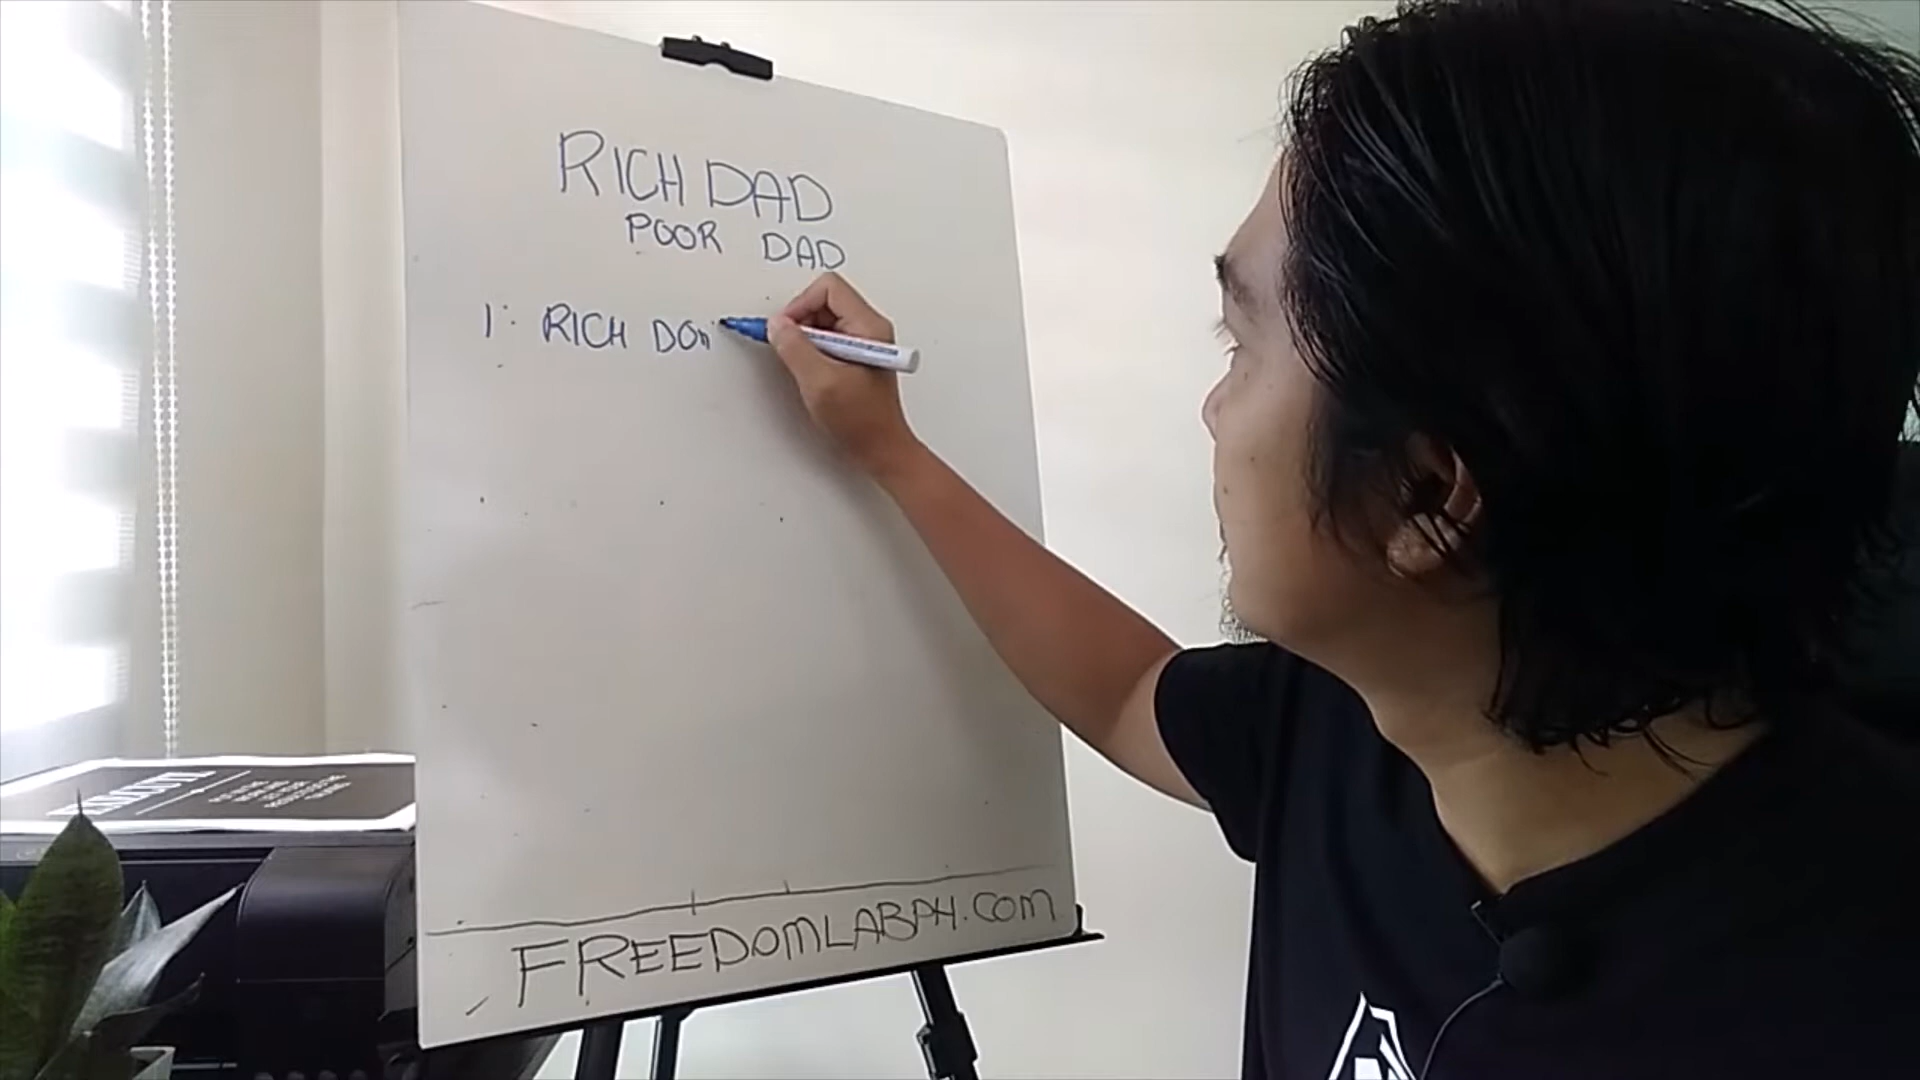 RICH DAD
POOR DAD
1: RICH DON
FREEDOMLABPH.COM